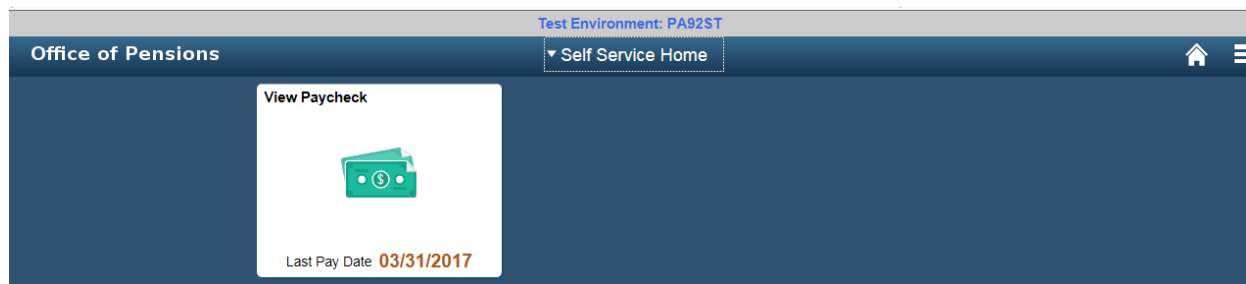 Test Environment: PA92ST
Office of Pensions
Self Service Home
View Paycheck
Last Pay Date 03/31/2017